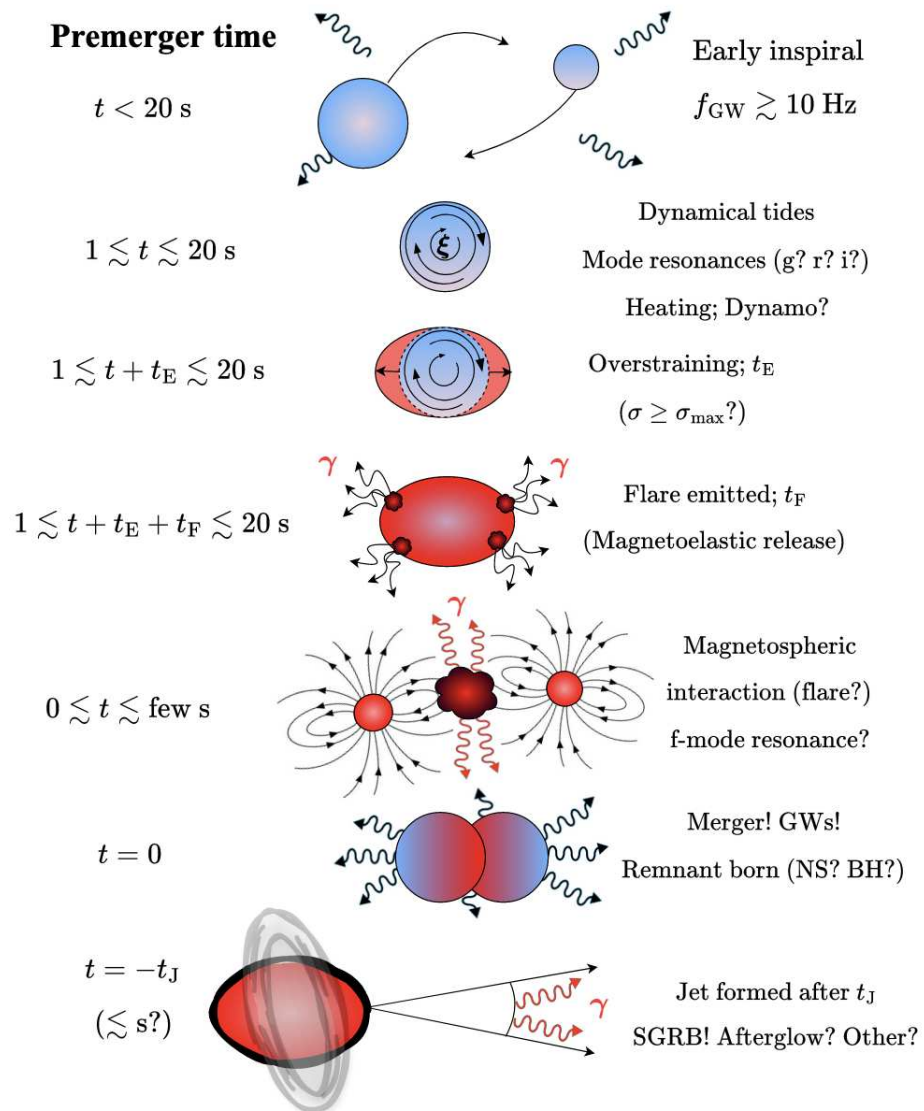 Premerger time
t < 20 s
Early inspiral
f_GW ≳ 10 Hz
1 ≲ t ≲ 20 s
ξ
Dynamical tides
Mode resonances (g? r? i?)
Heating; Dynamo?
1 ≲ t + t_E ≲ 20 s
Overstraining; t_E
(σ ≥ σ_max?)
γ γ
1 ≲ t + t_E + t_F ≲ 20 s
Flare emitted; t_F
(Magnetoelastic release)
γ
0 ≲ t ≲ few s
Magnetospheric
interaction (flare?)
f-mode resonance?
t = 0
Merger! GWs!
Remnant born (NS? BH?)
t = −t_J
(≲ s?)
γ
Jet formed after t_J
SGRB! Afterglow? Other?